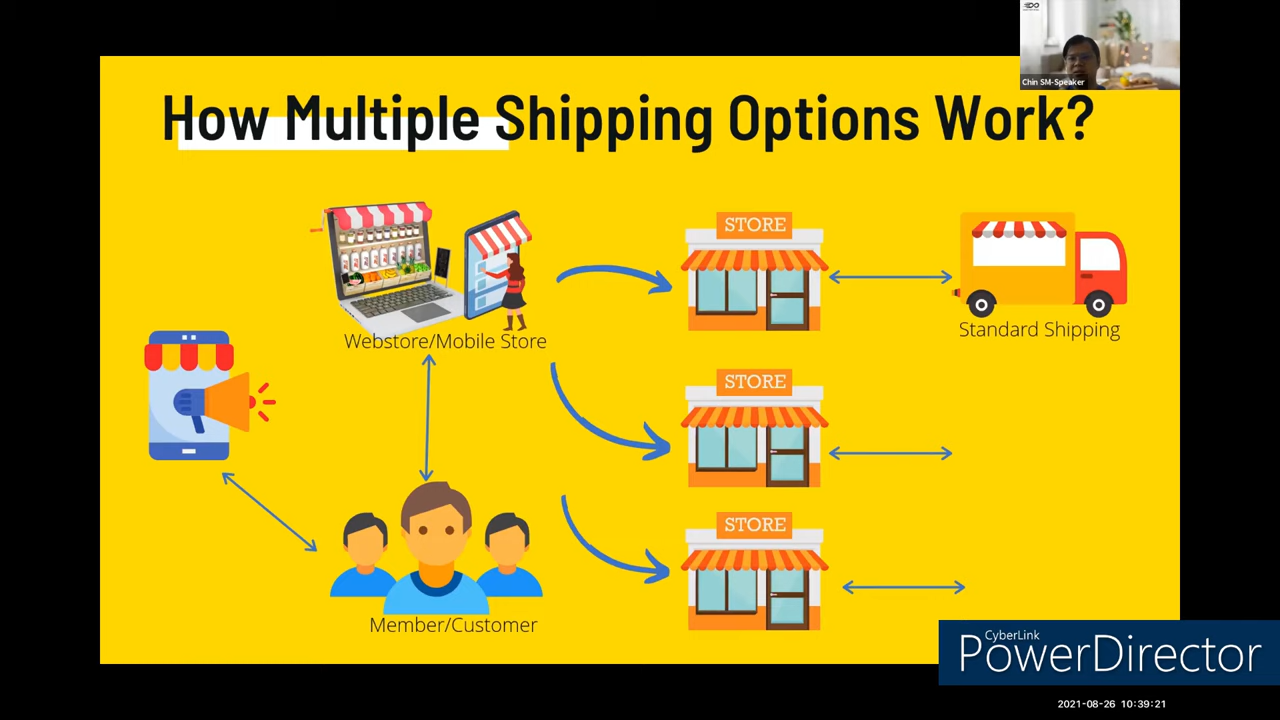 Chin SM-Speaker
How Multiple Shipping Options Work?
STORE
Webstore/Mobile Store
Standard Shipping
STORE
STORE
Member/Customer
CyberLink
PowerDirector
2021-08-26 10:39:21